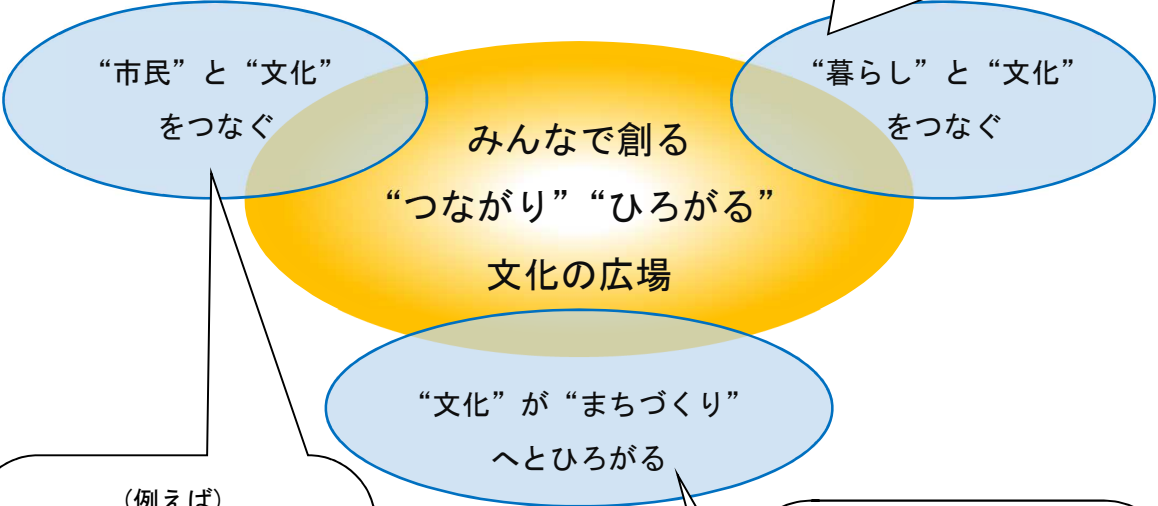 “市民”と“文化”
をつなぐ
“暮らし”と“文化”
をつなぐ
みんなで創る
“つながり”“ひろがる”
文化の広場
“文化”が“まちづくり”
へとひろがる
(例えば)